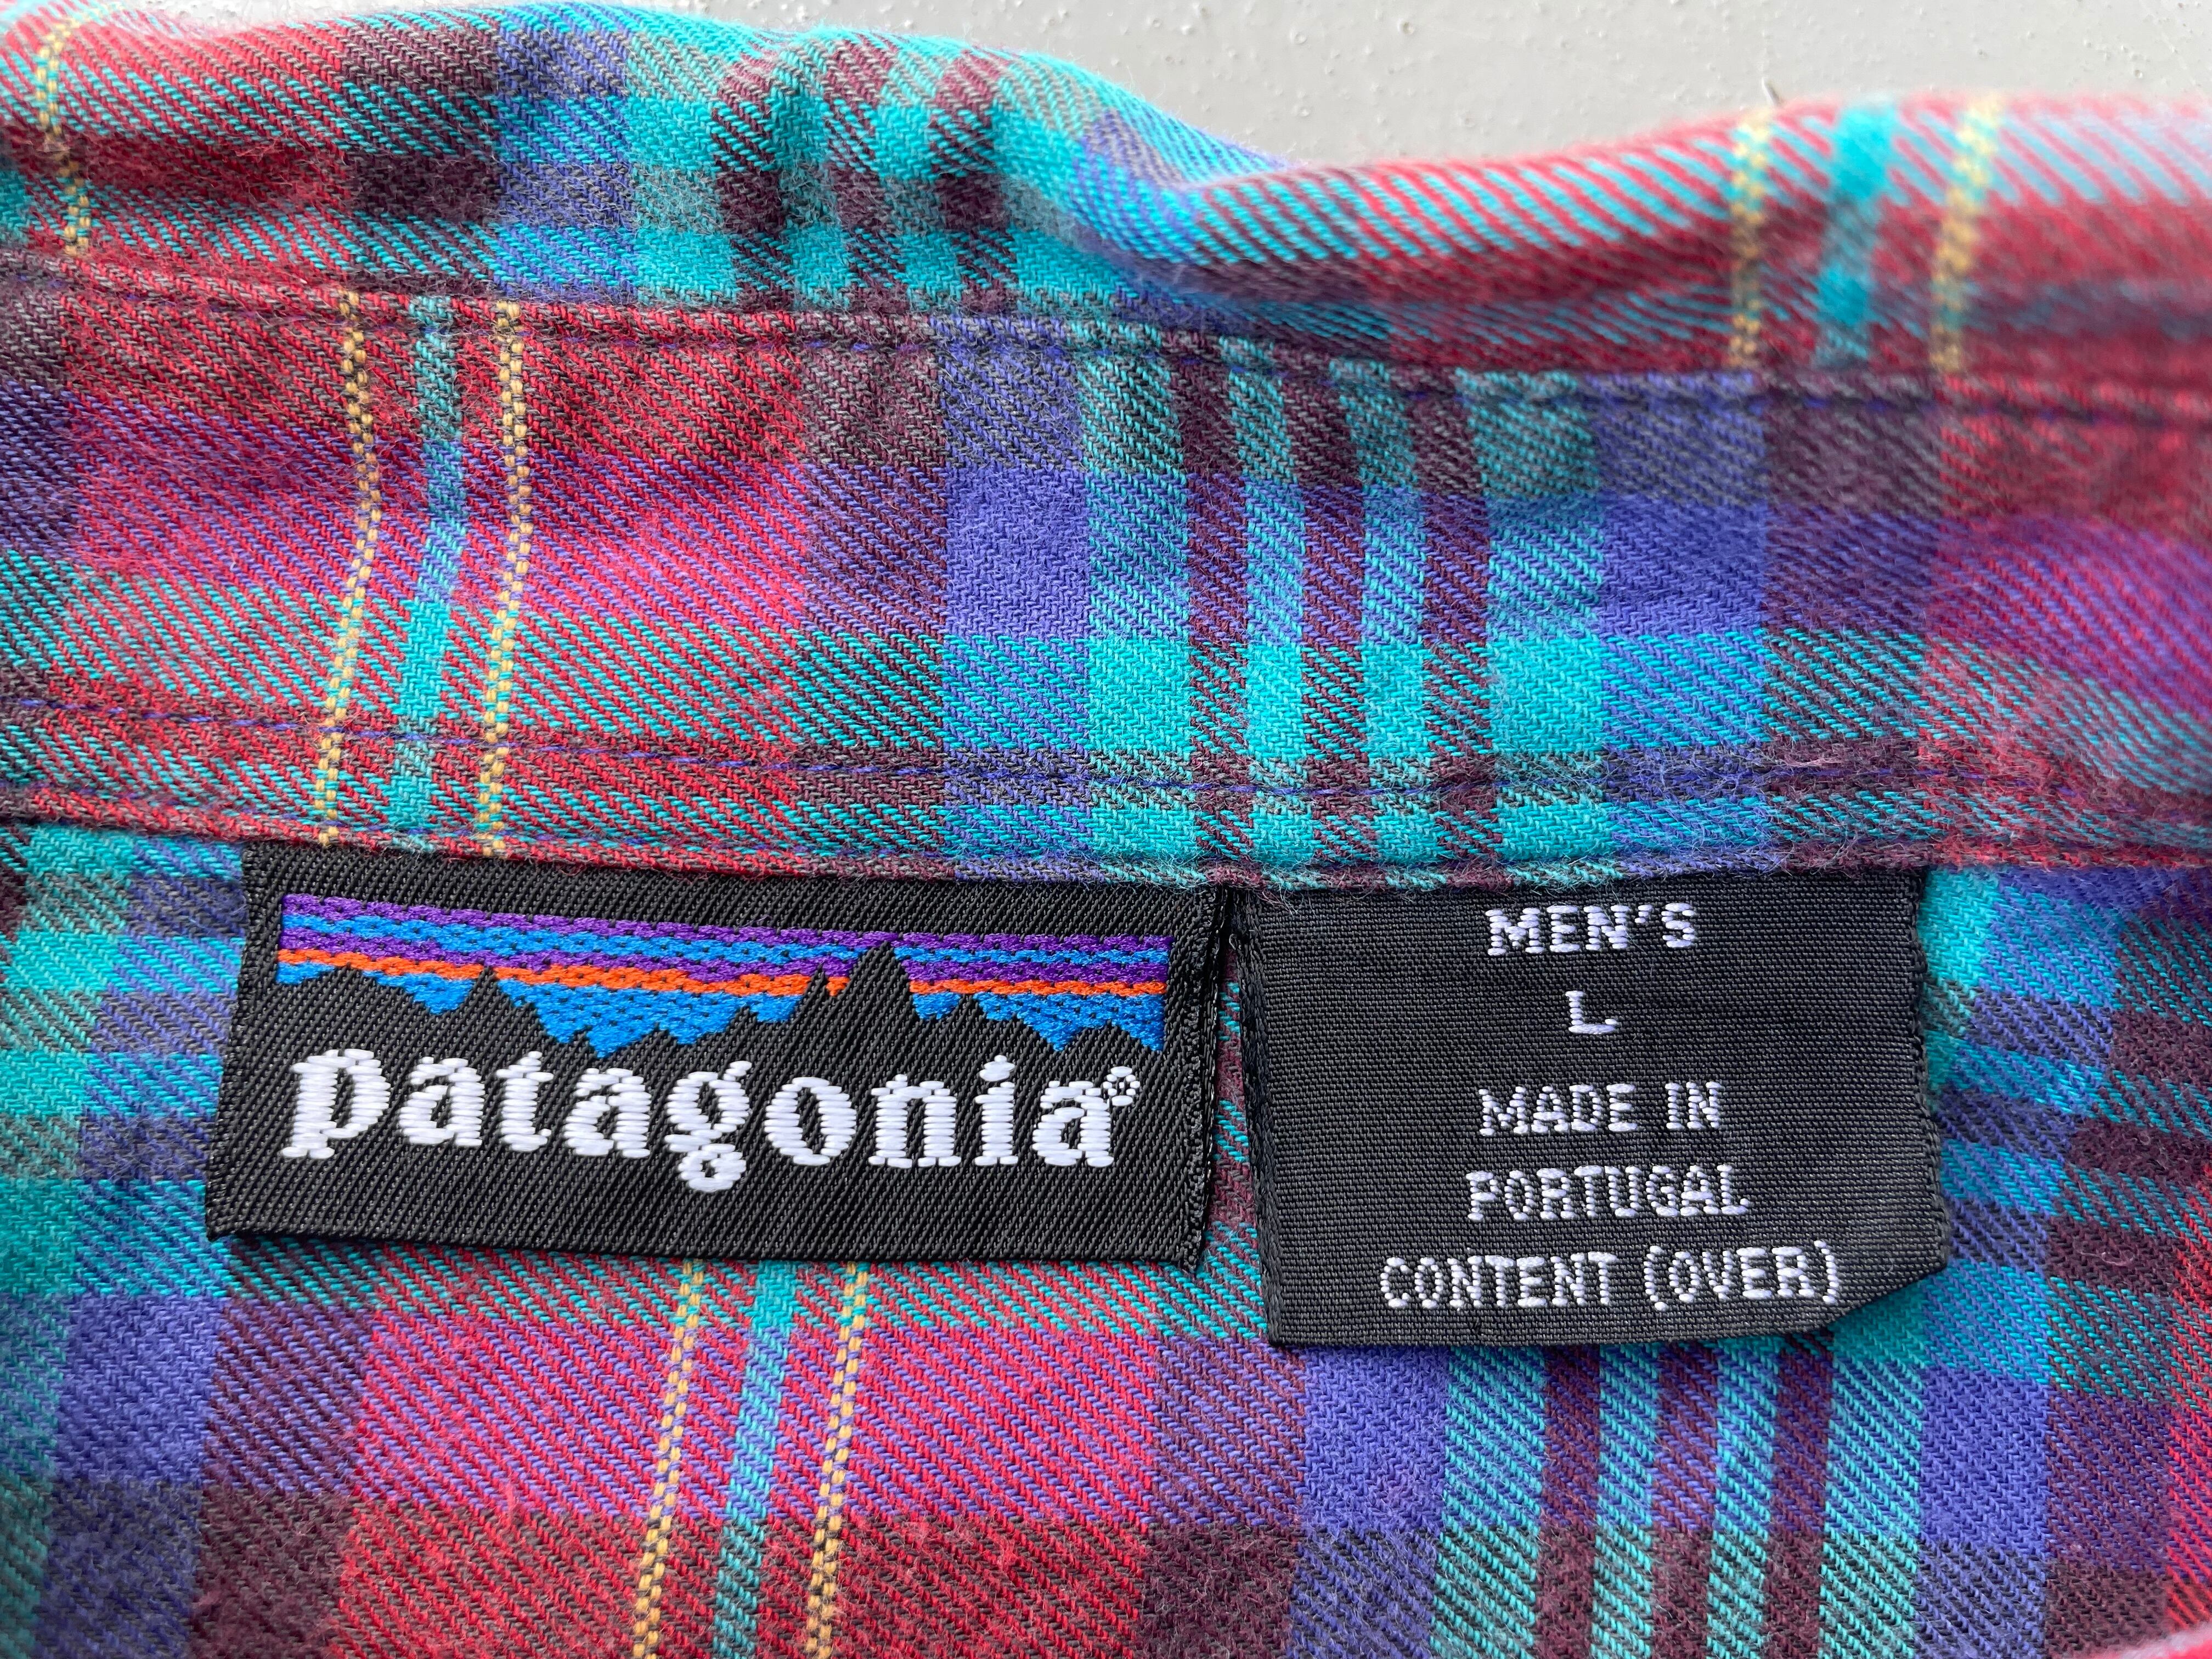 patagonia®
MEN'S
L
MADE IN
PORTUGAL
CONTENT (OVER)